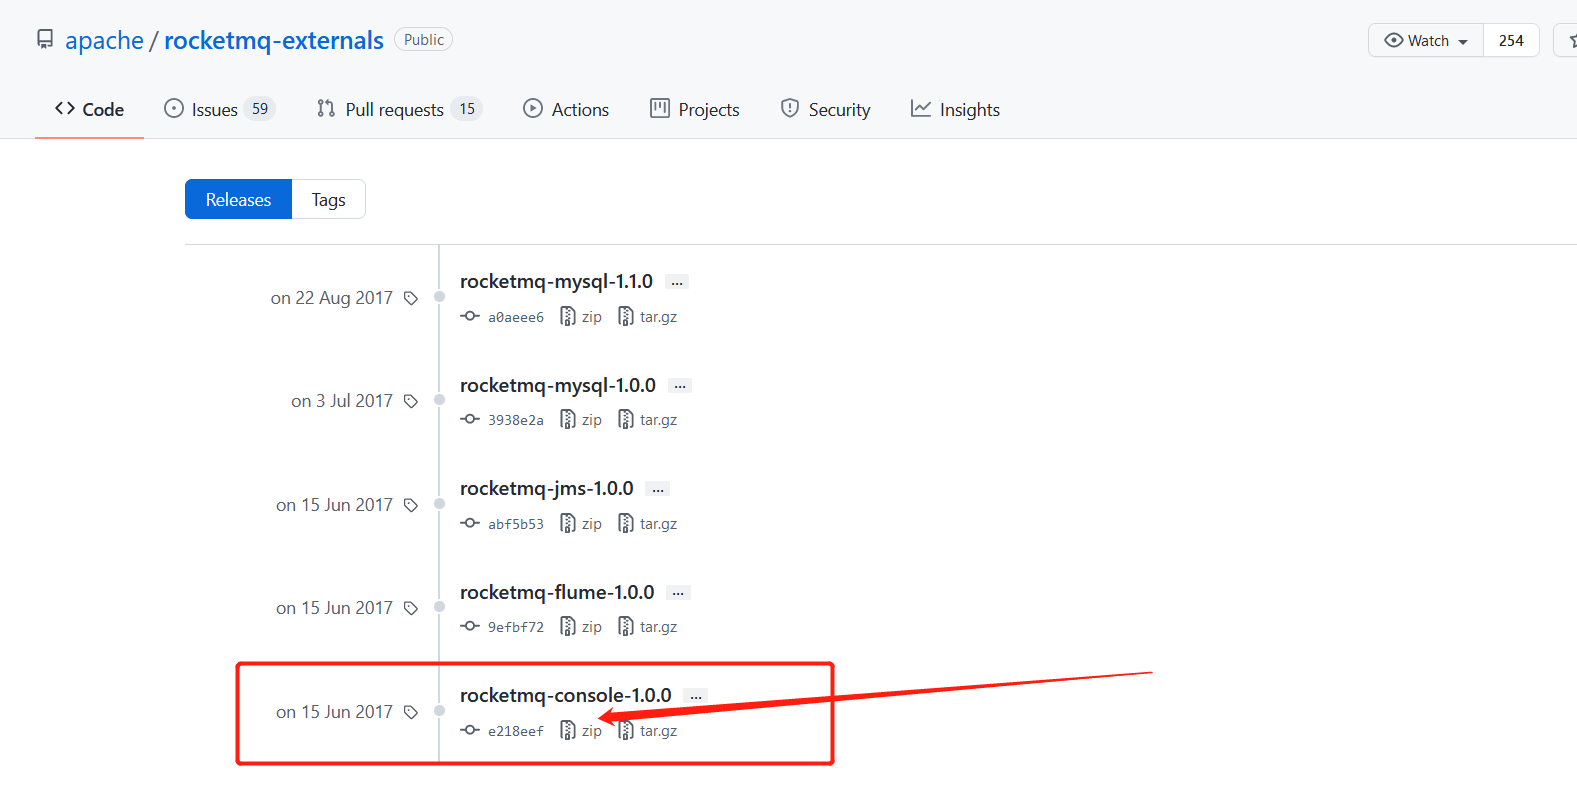 apache / rocketmq-externals Public Watch 254
Code Issues 59 Pull requests 15 Actions Projects Security Insights
Releases Tags
rocketmq-mysql-1.1.0 ...
on 22 Aug 2017
a0aeee6 zip tar.gz
rocketmq-mysql-1.0.0 ...
on 3 Jul 2017
3938e2a zip tar.gz
rocketmq-jms-1.0.0 ...
on 15 Jun 2017
abf5b53 zip tar.gz
rocketmq-flume-1.0.0 ...
on 15 Jun 2017
9efbf72 zip tar.gz
rocketmq-console-1.0.0 ...
on 15 Jun 2017
e218eef zip tar.gz